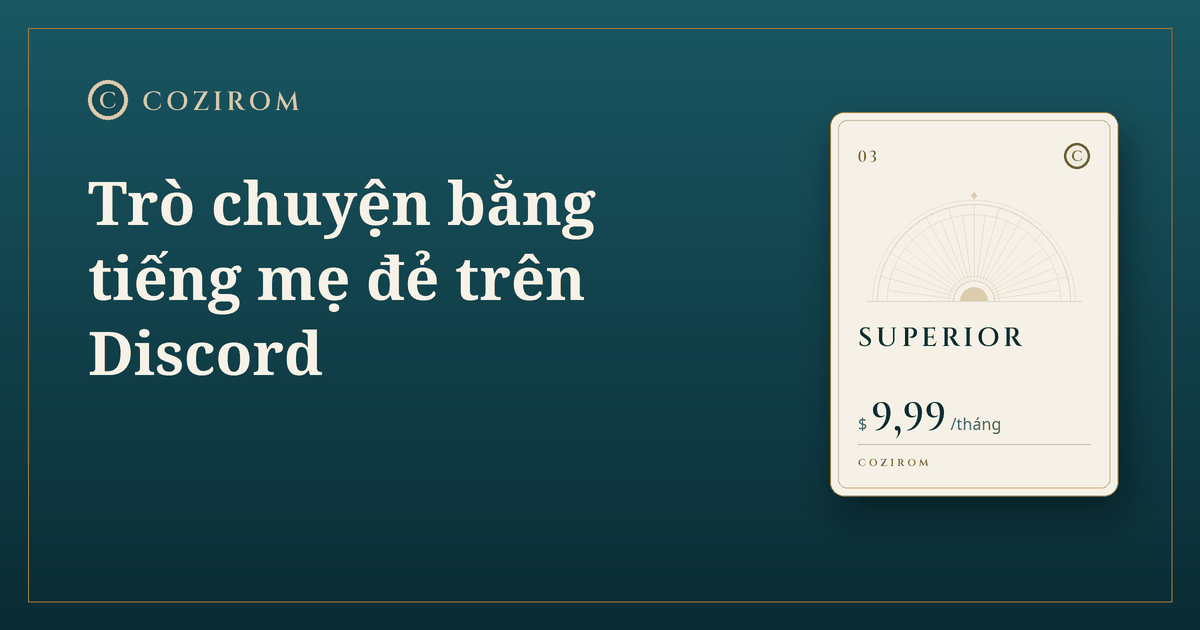 C COZIROM
Trò chuyện bằng
tiếng mẹ đẻ trên
Discord
03
C
SUPERIOR
$ 9,99 /tháng
COZIROM